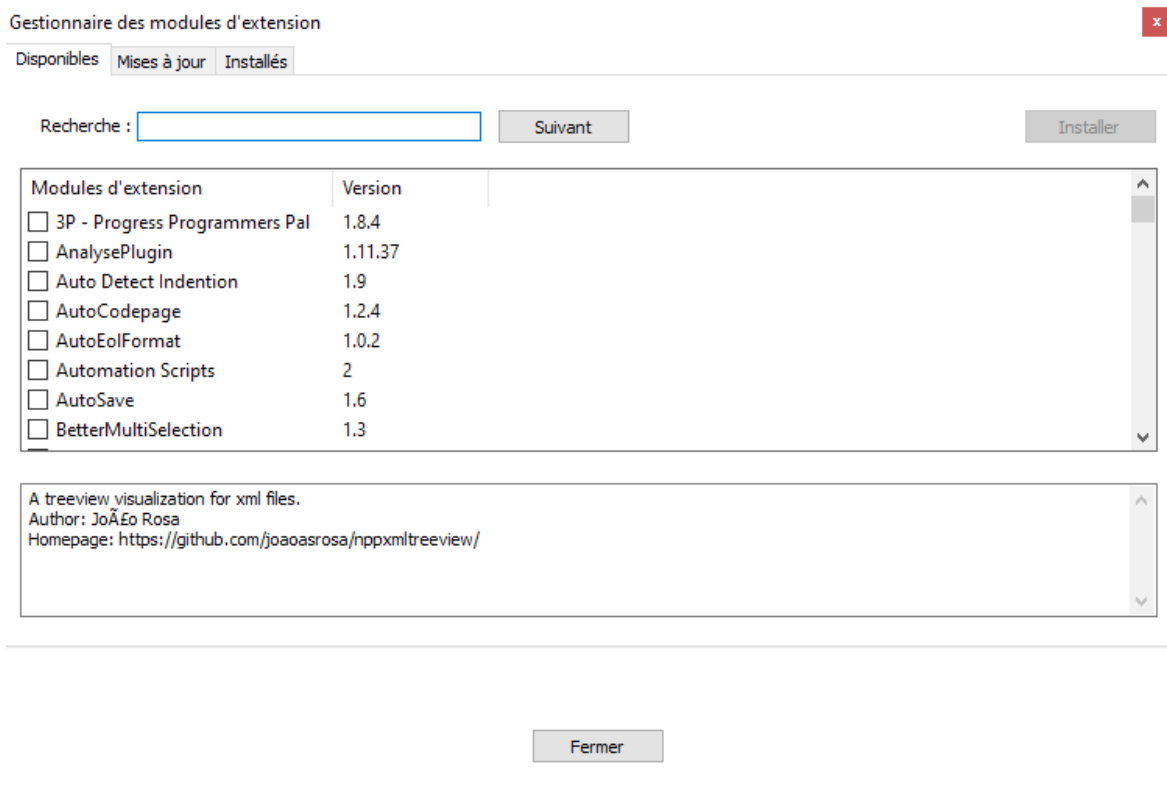 Gestionnaire des modules d'extension
x
Disponibles Mises à jour Installés
Recherche : Suivant Installer
Modules d'extension Version
3P - Progress Programmers Pal 1.8.4
AnalysePlugin 1.11.37
Auto Detect Indention 1.9
AutoCodepage 1.2.4
AutoEolFormat 1.0.2
Automation Scripts 2
AutoSave 1.6
BetterMultiSelection 1.3
A treeview visualization for xml files.
Author: JoÃ£o Rosa
Homepage: https://github.com/joaoasrosa/nppxmltreeview/
Fermer